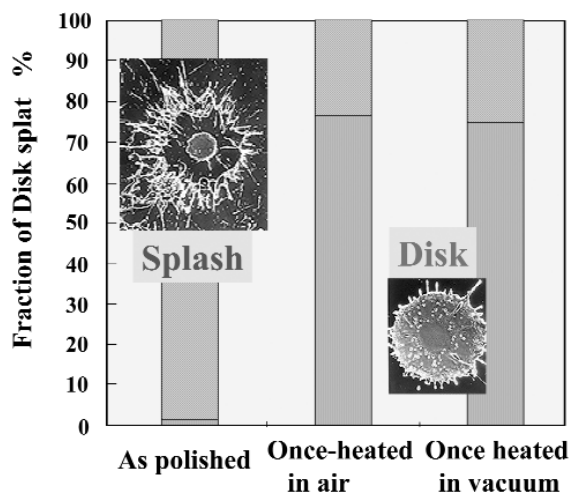 Fraction of Disk splat %
100
90
80
70
60
50
40
30
20
10
0
Splash
Disk
As polished
Once-heated
in air
Once heated
in vacuum